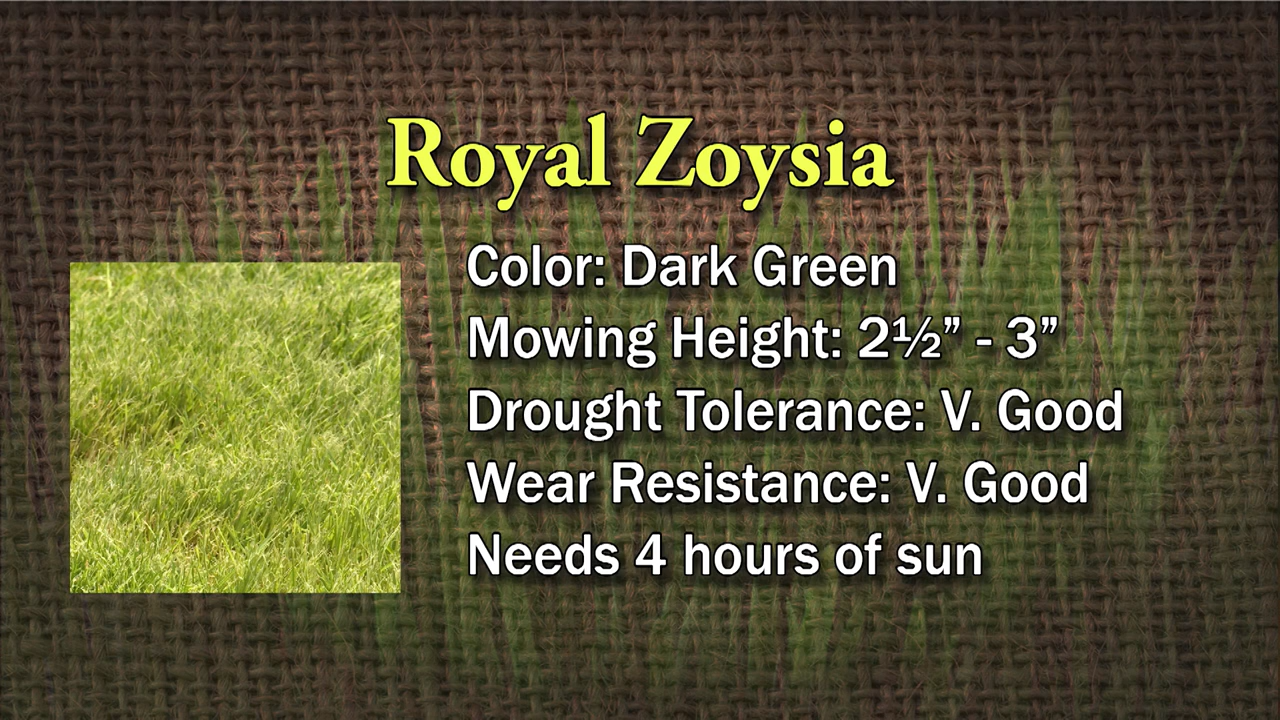 Royal Zoysia
Color: Dark Green
Mowing Height: 2½” - 3”
Drought Tolerance: V. Good
Wear Resistance: V. Good
Needs 4 hours of sun